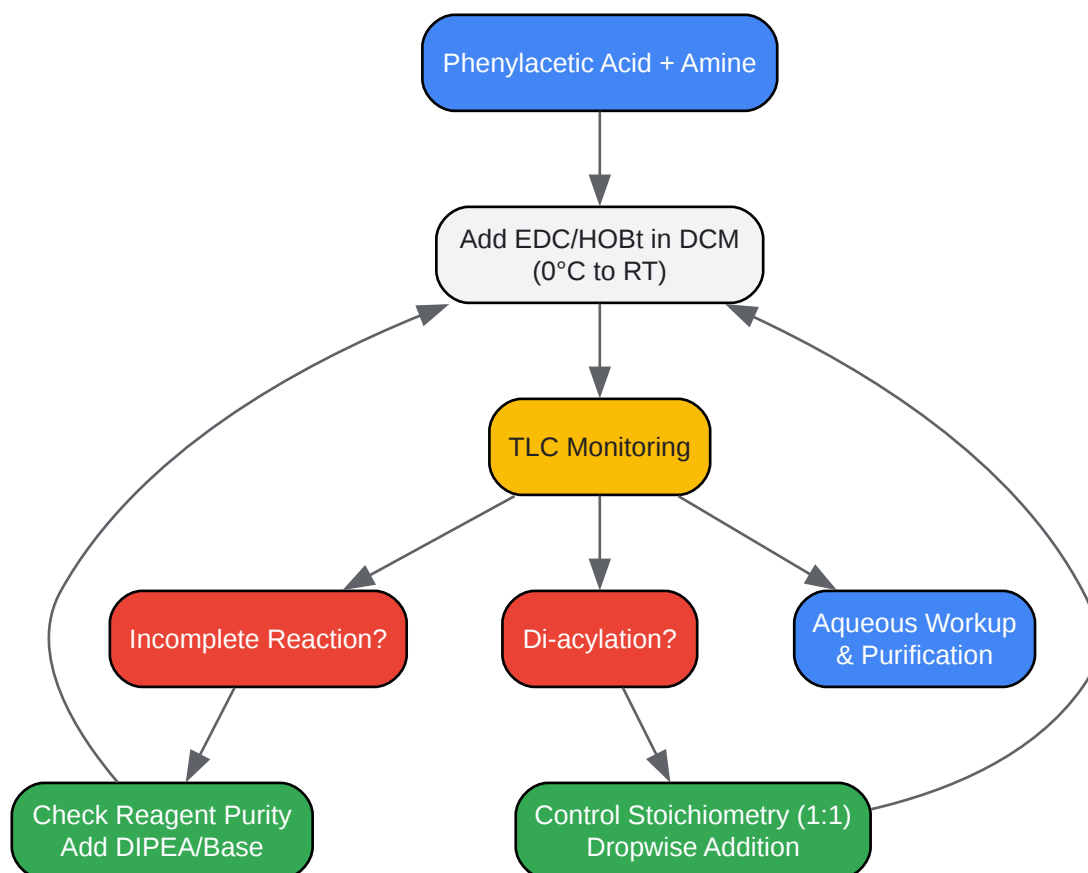 Phenylacetic Acid + Amine
Add EDC/HOBt in DCM
(0°C to RT)
TLC Monitoring
Incomplete Reaction?
Di-acylation?
Aqueous Workup
& Purification
Check Reagent Purity
Add DIPEA/Base
Control Stoichiometry (1:1)
Dropwise Addition